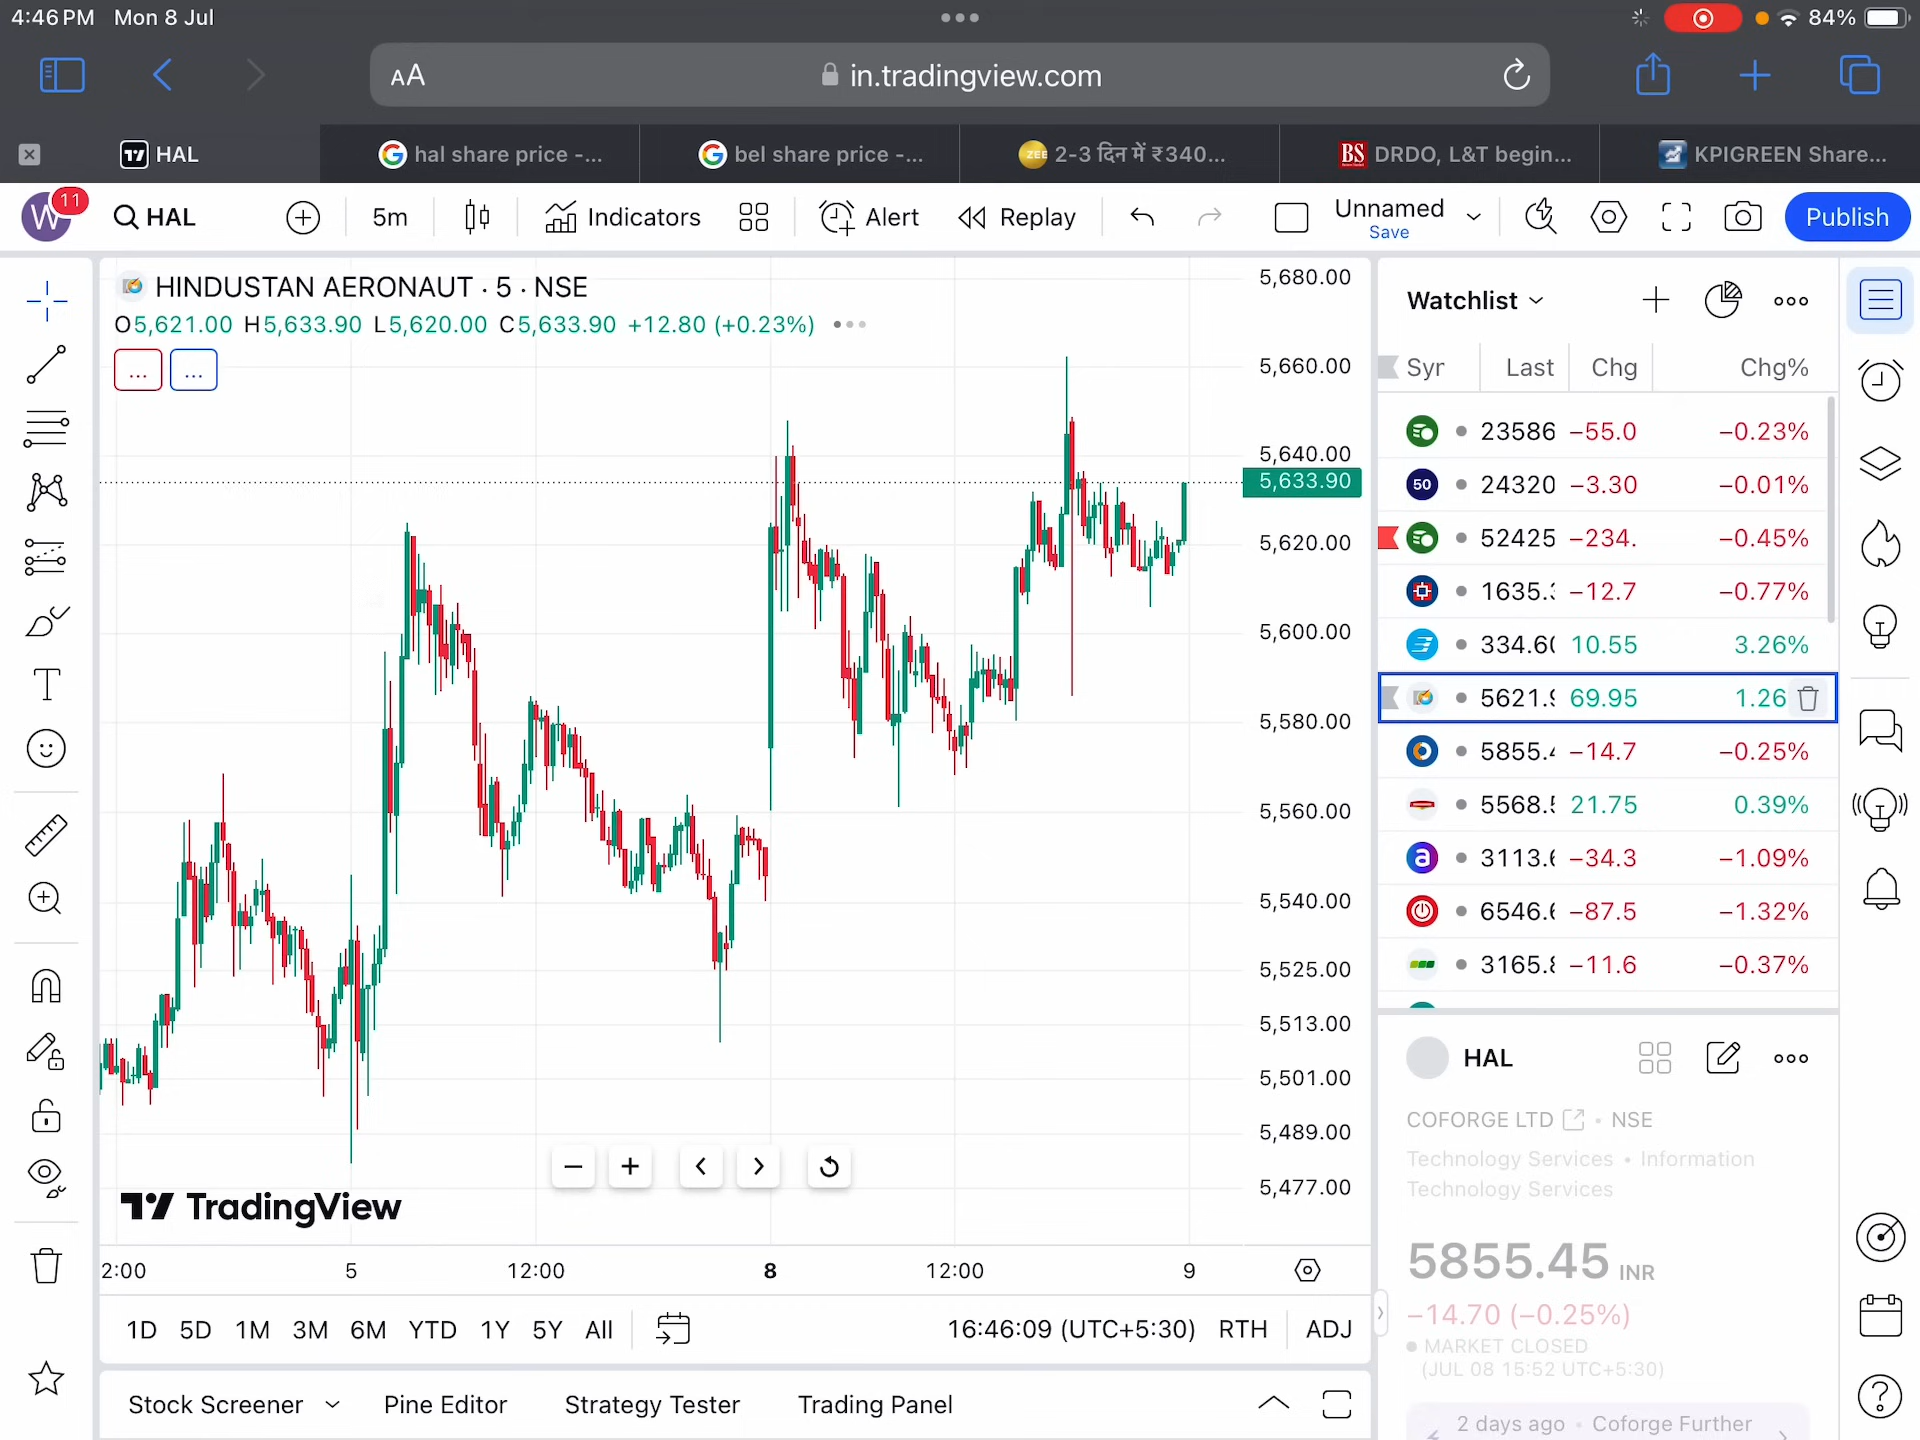 4:46 PM Mon 8 Jul
84%
AA
in.tradingview.com
HAL
hal share price -...
bel share price -...
ZEE
2-3 दिन में ₹340...
BS
DRDO, L&T begin...
KPIGREEN Share...
W
11
HAL
5m
Indicators
Alert
Replay
Unnamed
Save
Publish
HINDUSTAN AERONAUT · 5 · NSE
O5,621.00 H5,633.90 L5,620.00 C5,633.90 +12.80 (+0.23%)
...
...
5,680.00
5,660.00
5,640.00
5,633.90
5,620.00
5,600.00
5,580.00
5,560.00
5,540.00
5,525.00
5,513.00
5,501.00
5,489.00
5,477.00
TradingView
2:00
5
12:00
8
12:00
9
1D 5D 1M 3M 6M YTD 1Y 5Y All
16:46:09 (UTC+5:30)
RTH
ADJ
Stock Screener
Pine Editor
Strategy Tester
Trading Panel
Watchlist
Last Chg Chg%
23586 −55.0 −0.23%
50 24320 −3.30 −0.01%
52425 −234. −0.45%
1635. −12.7 −0.77%
334.6 10.55 3.26%
5621. 69.95 1.26
5855. −14.7 −0.25%
5568. 21.75 0.39%
a 3113. −34.3 −1.09%
6546. −87.5 −1.32%
3165. −11.6 −0.37%
HAL
COFORGE LTD • NSE
Technology Services • Information
Technology Services
5855.45 INR
−14.70 (−0.25%)
MARKET CLOSED
(JUL 08 15:52 UTC+5:30)
2 days ago • Coforge Further